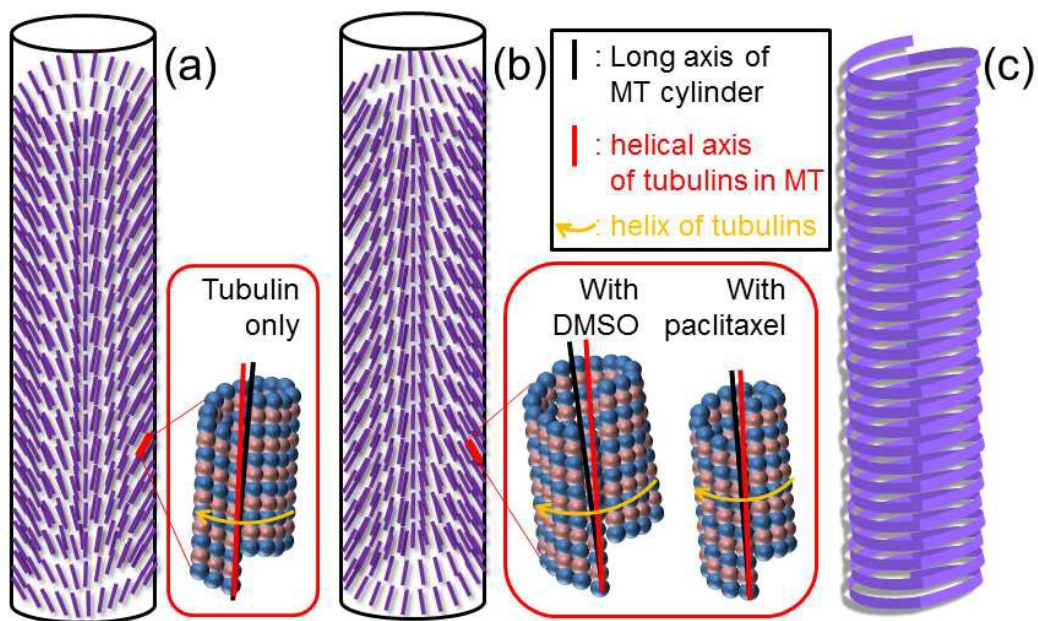 (a)
(b)
: Long axis of
MT cylinder
: helical axis
of tubulins in MT
: helix of tubulins
(c)
Tubulin
only
With
DMSO
With
paclitaxel